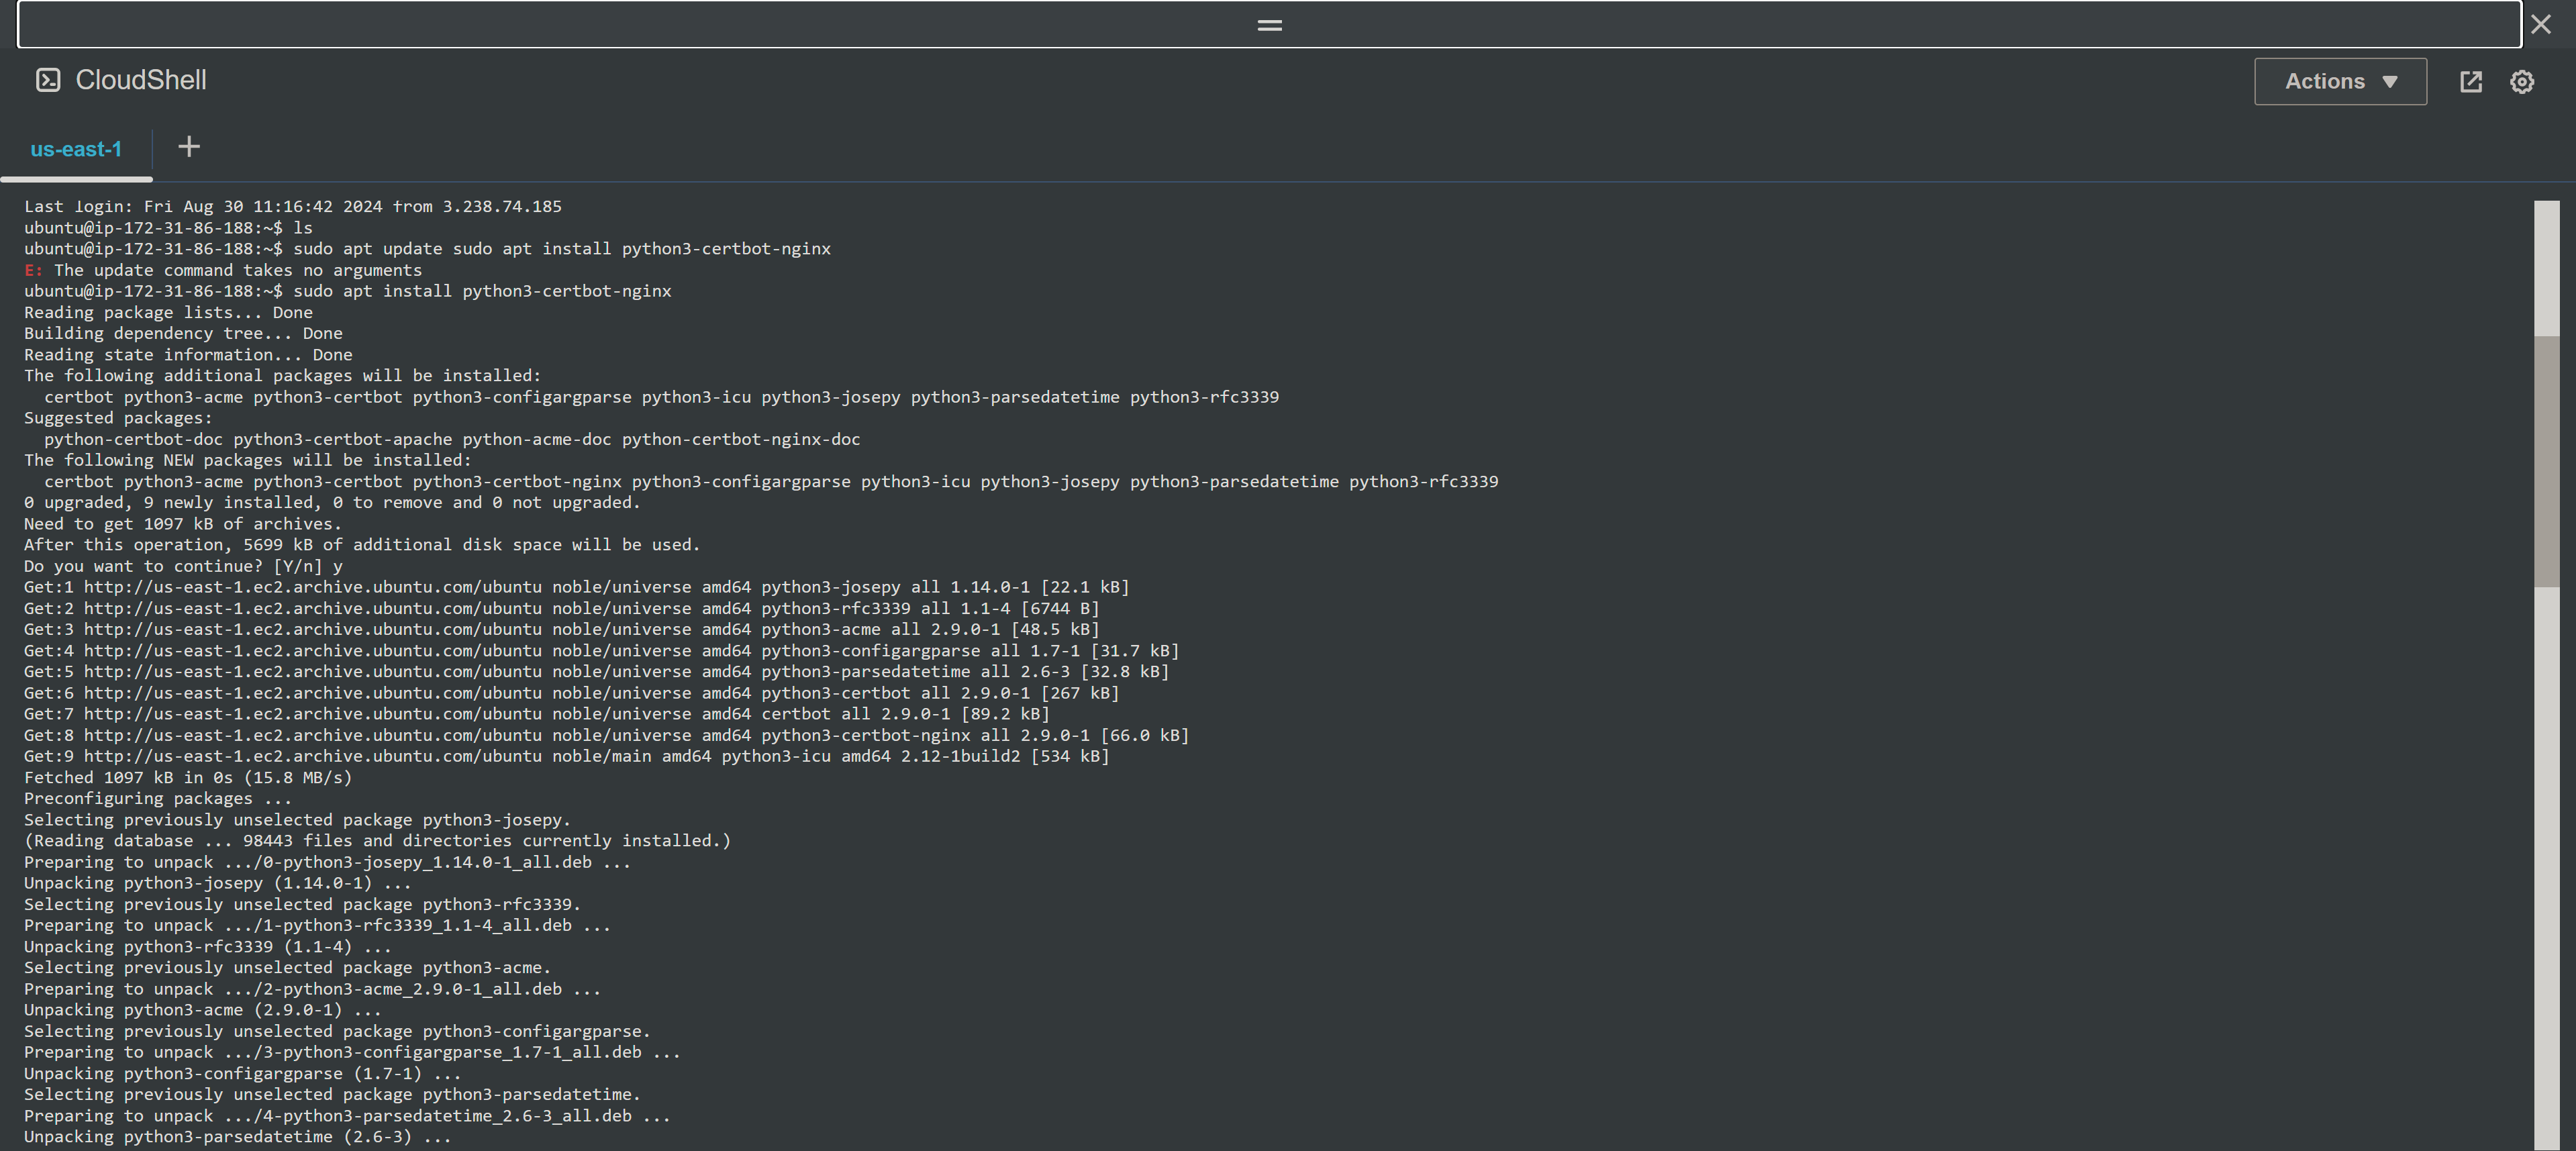 CloudShell
Actions
us-east-1
Last login: Fri Aug 30 11:16:42 2024 from 3.238.74.185
ubuntu@ip-172-31-86-188:~$ ls
ubuntu@ip-172-31-86-188:~$ sudo apt update sudo apt install python3-certbot-nginx
E: The update command takes no arguments
ubuntu@ip-172-31-86-188:~$ sudo apt install python3-certbot-nginx
Reading package lists... Done
Building dependency tree... Done
Reading state information... Done
The following additional packages will be installed:
  certbot python3-acme python3-certbot python3-configargparse python3-icu python3-josepy python3-parsedatetime python3-rfc3339
Suggested packages:
  python-certbot-doc python3-certbot-apache python-acme-doc python-certbot-nginx-doc
The following NEW packages will be installed:
  certbot python3-acme python3-certbot python3-certbot-nginx python3-configargparse python3-icu python3-josepy python3-parsedatetime python3-rfc3339
0 upgraded, 9 newly installed, 0 to remove and 0 not upgraded.
Need to get 1097 kB of archives.
After this operation, 5699 kB of additional disk space will be used.
Do you want to continue? [Y/n] y
Get:1 http://us-east-1.ec2.archive.ubuntu.com/ubuntu noble/universe amd64 python3-josepy all 1.14.0-1 [22.1 kB]
Get:2 http://us-east-1.ec2.archive.ubuntu.com/ubuntu noble/universe amd64 python3-rfc3339 all 1.1-4 [6744 B]
Get:3 http://us-east-1.ec2.archive.ubuntu.com/ubuntu noble/universe amd64 python3-acme all 2.9.0-1 [48.5 kB]
Get:4 http://us-east-1.ec2.archive.ubuntu.com/ubuntu noble/universe amd64 python3-configargparse all 1.7-1 [31.7 kB]
Get:5 http://us-east-1.ec2.archive.ubuntu.com/ubuntu noble/universe amd64 python3-parsedatetime all 2.6-3 [32.8 kB]
Get:6 http://us-east-1.ec2.archive.ubuntu.com/ubuntu noble/universe amd64 python3-certbot all 2.9.0-1 [267 kB]
Get:7 http://us-east-1.ec2.archive.ubuntu.com/ubuntu noble/universe amd64 certbot all 2.9.0-1 [89.2 kB]
Get:8 http://us-east-1.ec2.archive.ubuntu.com/ubuntu noble/universe amd64 python3-certbot-nginx all 2.9.0-1 [66.0 kB]
Get:9 http://us-east-1.ec2.archive.ubuntu.com/ubuntu noble/main amd64 python3-icu amd64 2.12-1build2 [534 kB]
Fetched 1097 kB in 0s (15.8 MB/s)
Preconfiguring packages ...
Selecting previously unselected package python3-josepy.
(Reading database ... 98443 files and directories currently installed.)
Preparing to unpack .../0-python3-josepy_1.14.0-1_all.deb ...
Unpacking python3-josepy (1.14.0-1) ...
Selecting previously unselected package python3-rfc3339.
Preparing to unpack .../1-python3-rfc3339_1.1-4_all.deb ...
Unpacking python3-rfc3339 (1.1-4) ...
Selecting previously unselected package python3-acme.
Preparing to unpack .../2-python3-acme_2.9.0-1_all.deb ...
Unpacking python3-acme (2.9.0-1) ...
Selecting previously unselected package python3-configargparse.
Preparing to unpack .../3-python3-configargparse_1.7-1_all.deb ...
Unpacking python3-configargparse (1.7-1) ...
Selecting previously unselected package python3-parsedatetime.
Preparing to unpack .../4-python3-parsedatetime_2.6-3_all.deb ...
Unpacking python3-parsedatetime (2.6-3) ...